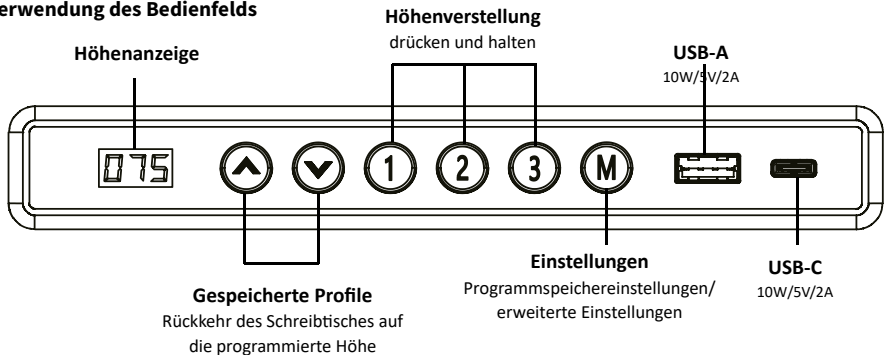 erwendung des Bedienfelds
Höhenanzeige
Höhenverstellung
drücken und halten
USB-A
10W/5V/2A
075
1
2
3
M
Gespeicherte Profile
Rückkehr des Schreibtisches auf
die programmierte Höhe
Einstellungen
Programmspeichereinstellungen/
erweiterte Einstellungen
USB-C
10W/5V/2A